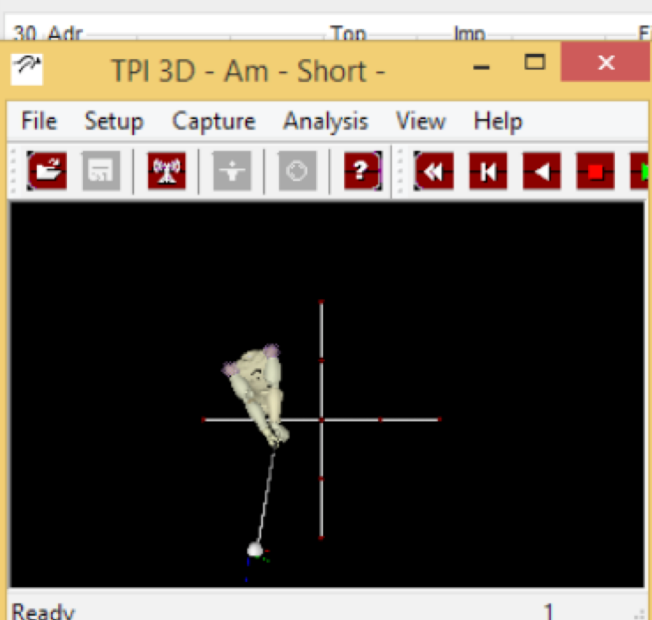 30 Adr Top Imp
TPI 3D - Am - Short -
File Setup Capture Analysis View Help
?
Ready 1